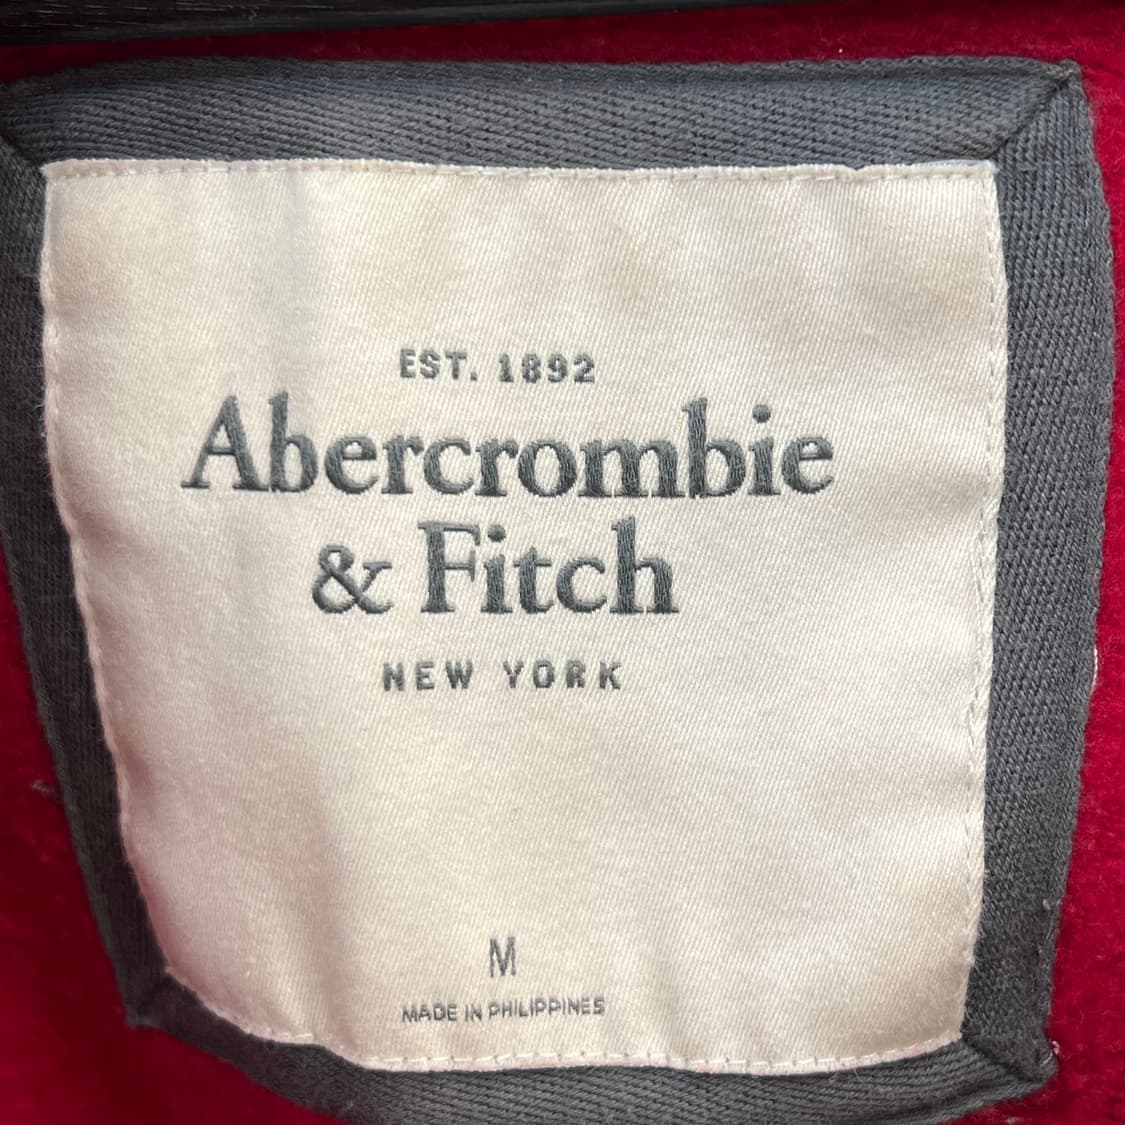 EST. 1892
Abercrombie
& Fitch
NEW YORK
M
MADE IN PHILIPPINES